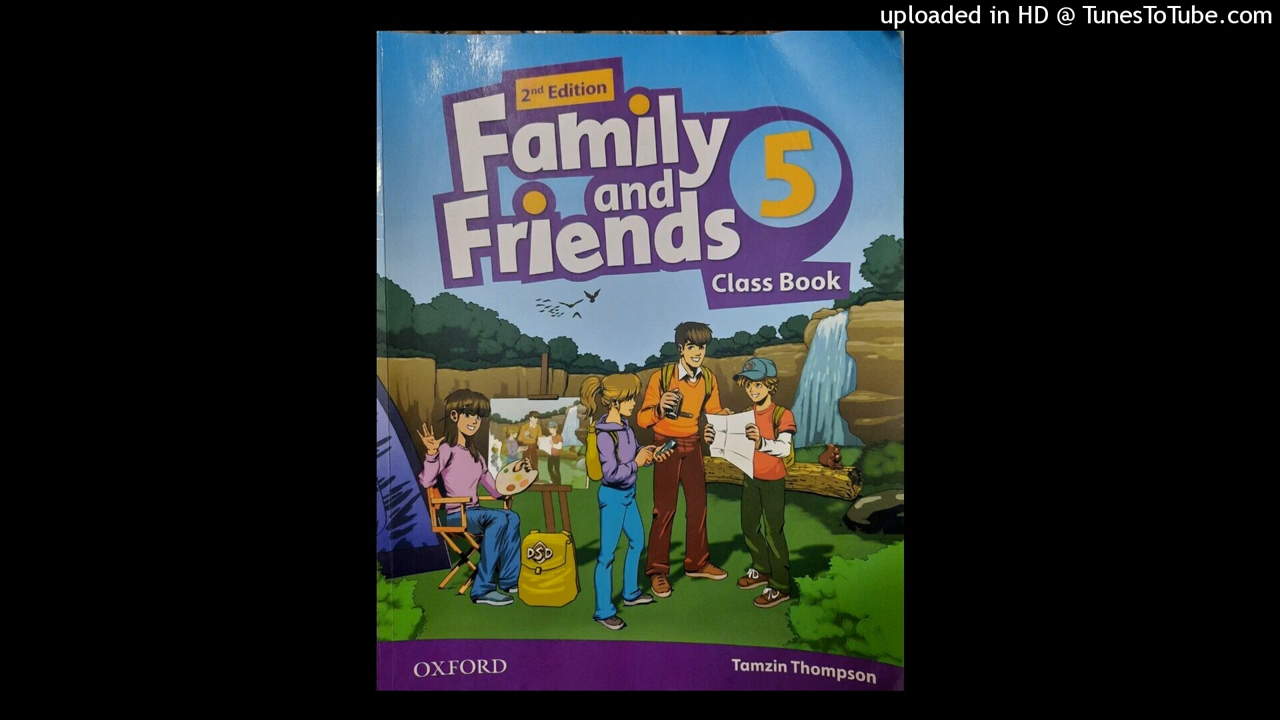 uploaded in HD @ TunesToTube.com
2nd Edition
Family
and
Friends
5
Class Book
DSD
OXFORD
Tamzin Thompson